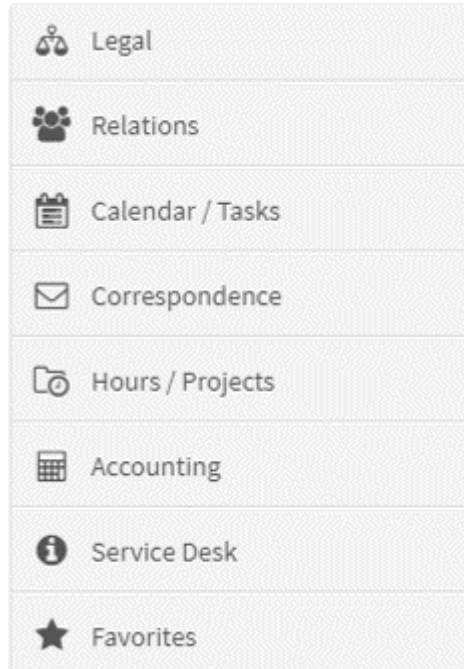 Legal
Relations
Calendar / Tasks
Correspondence
Hours / Projects
Accounting
Service Desk
Favorites